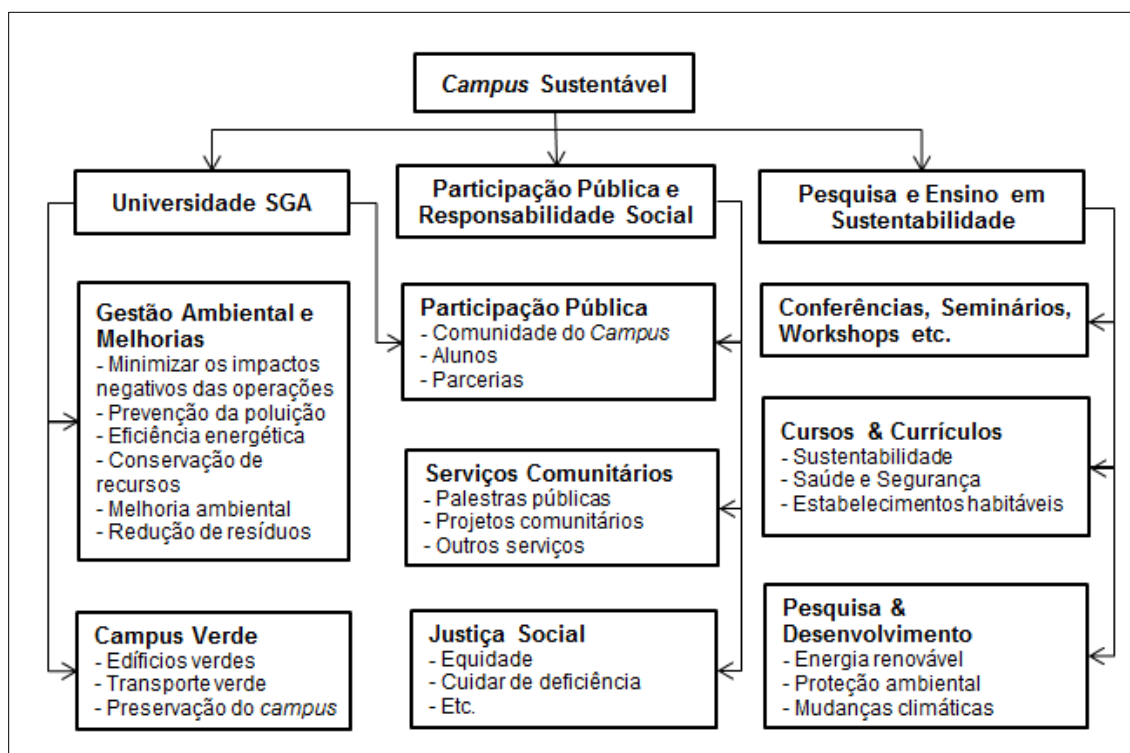 Campus Sustentável
Universidade SGA
Participação Pública e
Responsabilidade Social
Pesquisa e Ensino em
Sustentabilidade
Gestão Ambiental e
Melhorias
- Minimizar os impactos
negativos das operações
- Prevenção da poluição
- Eficiência energética
- Conservação de
recursos
- Melhoria ambiental
- Redução de resíduos
Campus Verde
- Edifícios verdes
- Transporte verde
- Preservação do campus
Participação Pública
- Comunidade do Campus
- Alunos
- Parcerias
Serviços Comunitários
- Palestras públicas
- Projetos comunitários
- Outros serviços
Justiça Social
- Equidade
- Cuidar de deficiência
- Etc.
Conferências, Seminários,
Workshops etc.
Cursos & Currículos
- Sustentabilidade
- Saúde e Segurança
- Estabelecimentos habitáveis
Pesquisa &
Desenvolvimento
- Energia renovável
- Proteção ambiental
- Mudanças climáticas